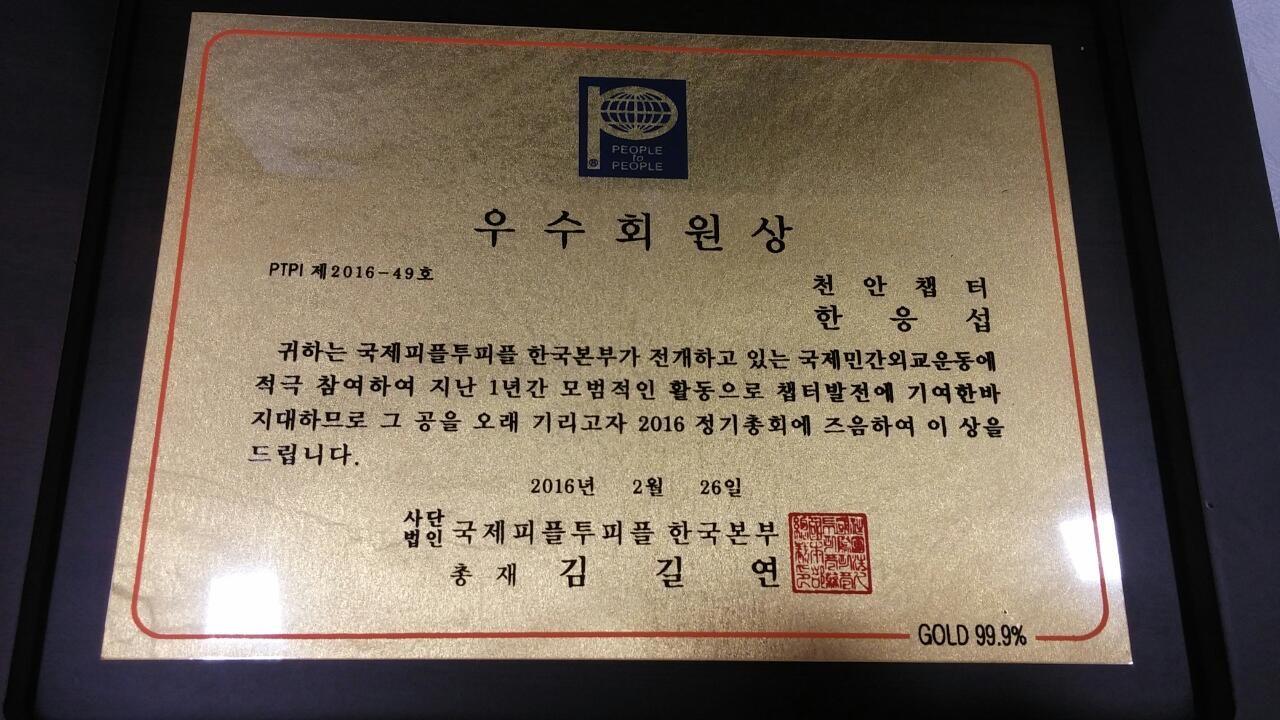 PEOPLE
to
PEOPLE
®
우수회원상
PTPI 제2016-49호
천안챕터
한응섭
귀하는 국제피플투피플 한국본부가 전개하고 있는 국제민간외교운동에
적극 참여하여 지난 1년간 모범적인 활동으로 챕터발전에 기여한바
지대하므로 그 공을 오래 기리고자 2016 정기총회에 즈음하여 이 상을
드립니다.
2016년 2월 26일
사단법인 국제피플투피플 한국본부
총재 김길연
GOLD 99.9%